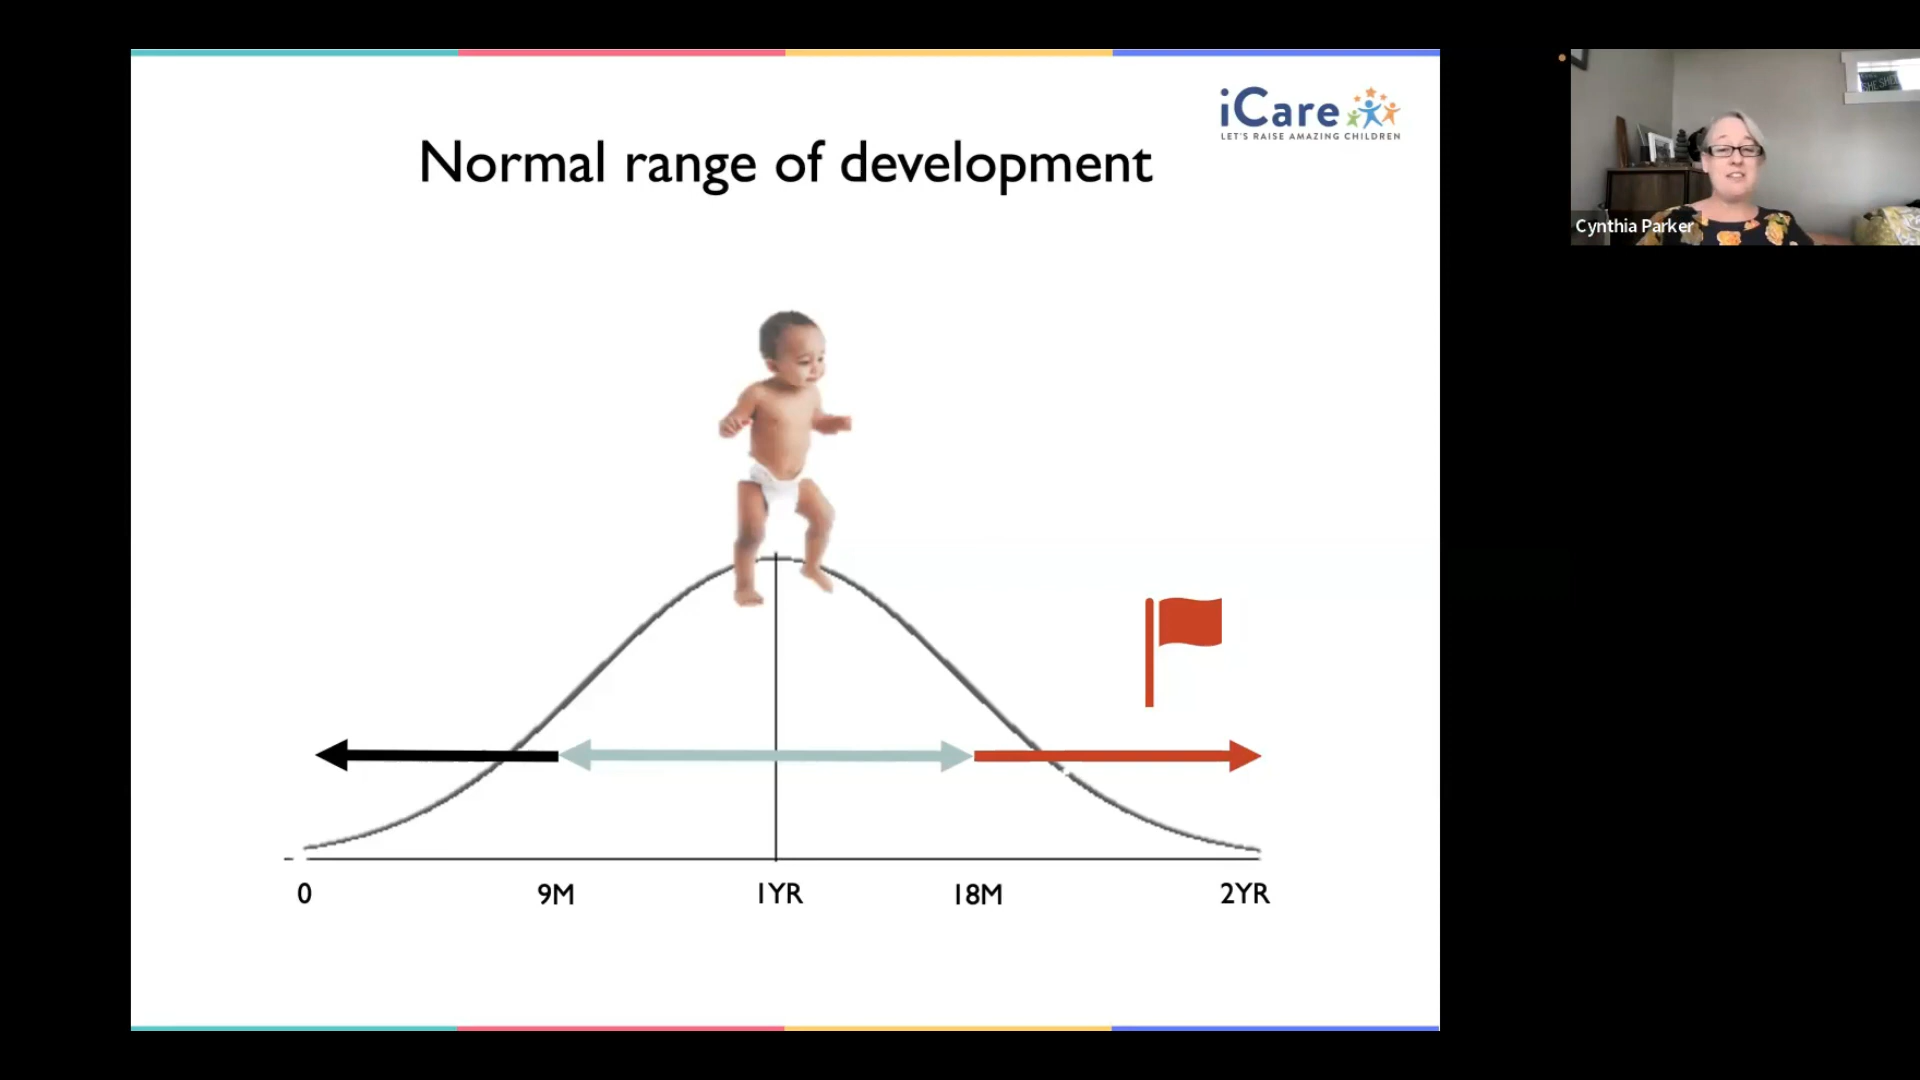 iCare
LET'S RAISE AMAZING CHILDREN
Normal range of development
Cynthia Parker
0 9M 1YR 18M 2YR